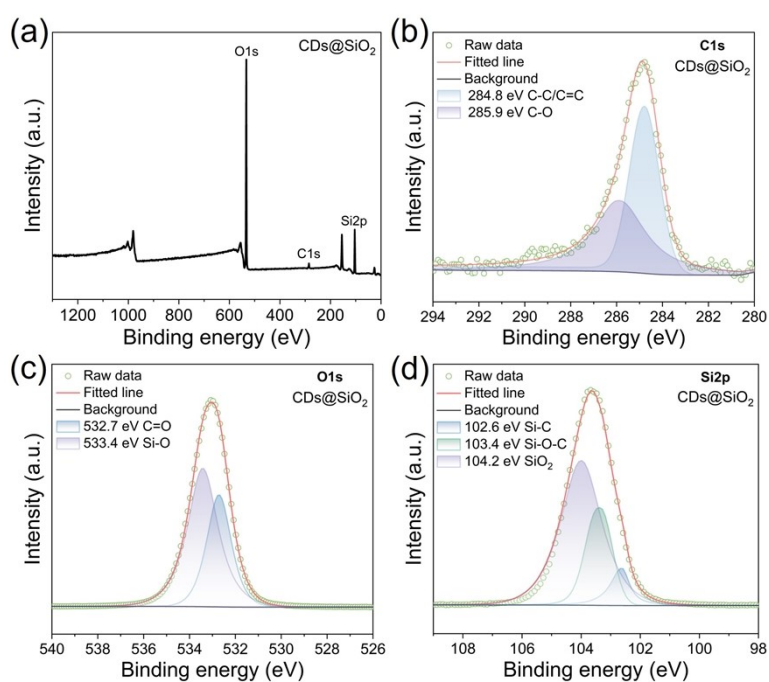 (a)
CDs@SiO₂
O1s
Si2p
C1s
Intensity (a.u.)
1200 1000 800 600 400 200 0
Binding energy (eV)
(b)
Raw data
Fitted line
Background
284.8 eV C-C/C=C
285.9 eV C-O
C1s
CDs@SiO₂
Intensity (a.u.)
294 292 290 288 286 284 282 280
Binding energy (eV)
(c)
Raw data
Fitted line
Background
532.7 eV C=O
533.4 eV Si-O
O1s
CDs@SiO₂
Intensity (a.u.)
540 538 536 534 532 530 528 526
Binding energy (eV)
(d)
Raw data
Fitted line
Background
102.6 eV Si-C
103.4 eV Si-O-C
104.2 eV SiO₂
Si2p
CDs@SiO₂
Intensity (a.u.)
108 106 104 102 100 98
Binding energy (eV)